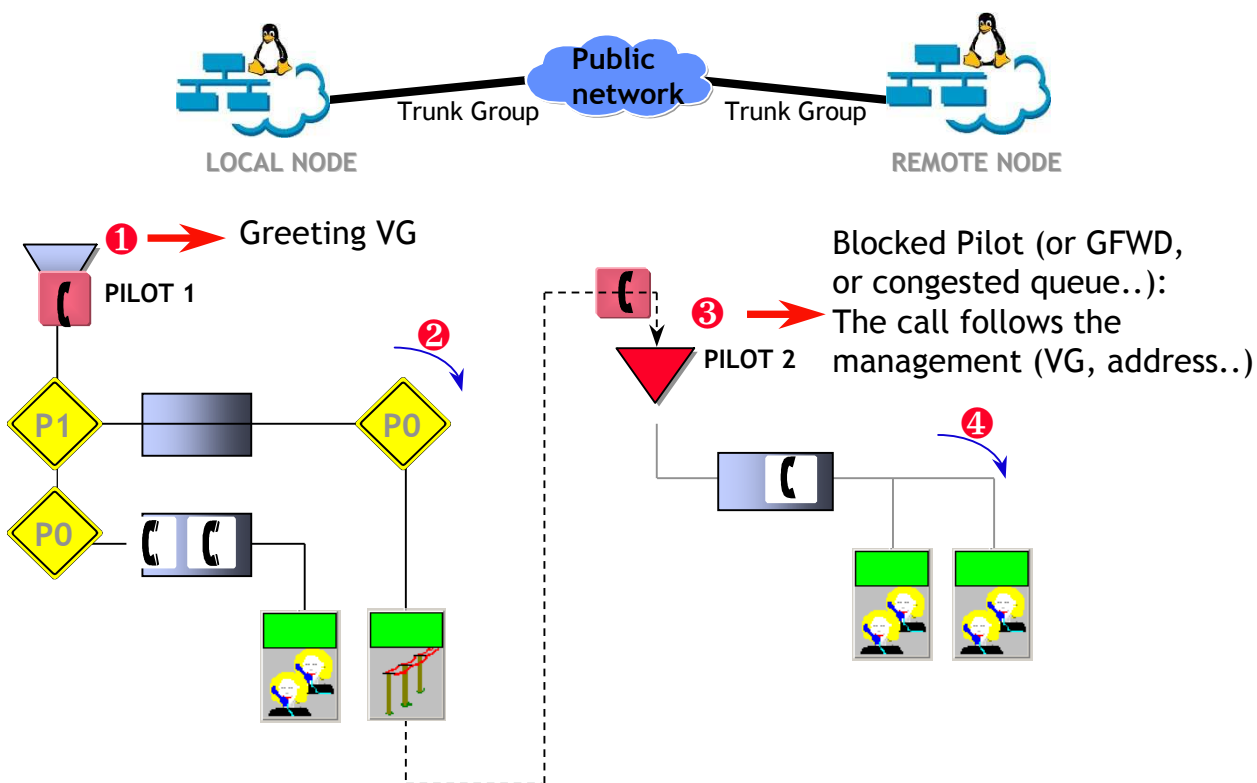 Public
network
Trunk Group
Trunk Group
LOCAL NODE
REMOTE NODE
❶
Greeting VG
PILOT 1
❷
❸
Blocked Pilot (or GFWD,
or congested queue..):
The call follows the
management (VG, address..)
PILOT 2
P1
P0
❹
P0